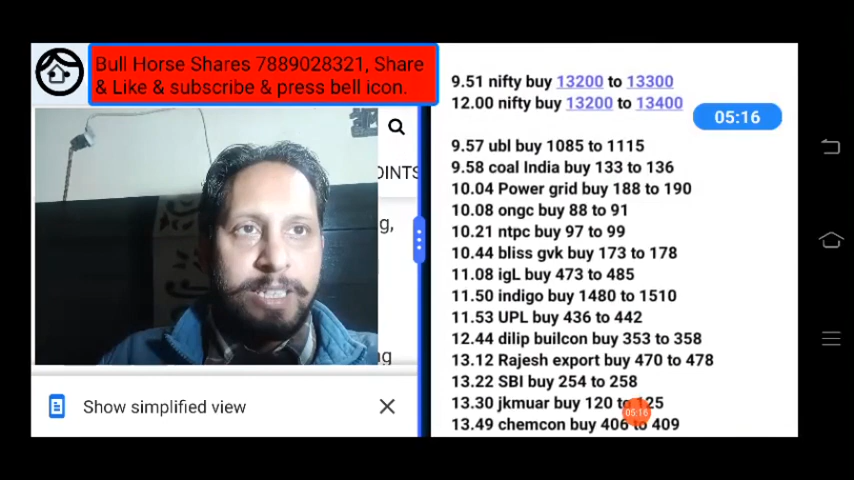 Bull Horse Shares 7889028321, Share
& Like & subscribe & press bell icon.
OINTS
g,
ng
Show simplified view
9.51 nifty buy 13200 to 13300
12.00 nifty buy 13200 to 13400
05:16
9.57 ubl buy 1085 to 1115
9.58 coal India buy 133 to 136
10.04 Power grid buy 188 to 190
10.08 ongc buy 88 to 91
10.21 ntpc buy 97 to 99
10.44 bliss gvk buy 173 to 178
11.08 igL buy 473 to 485
11.50 indigo buy 1480 to 1510
11.53 UPL buy 436 to 442
12.44 dilip builcon buy 353 to 358
13.12 Rajesh export buy 470 to 478
13.22 SBI buy 254 to 258
13.30 jkmuar buy 120 to 125
05:16
13.49 chemcon buy 406 to 409